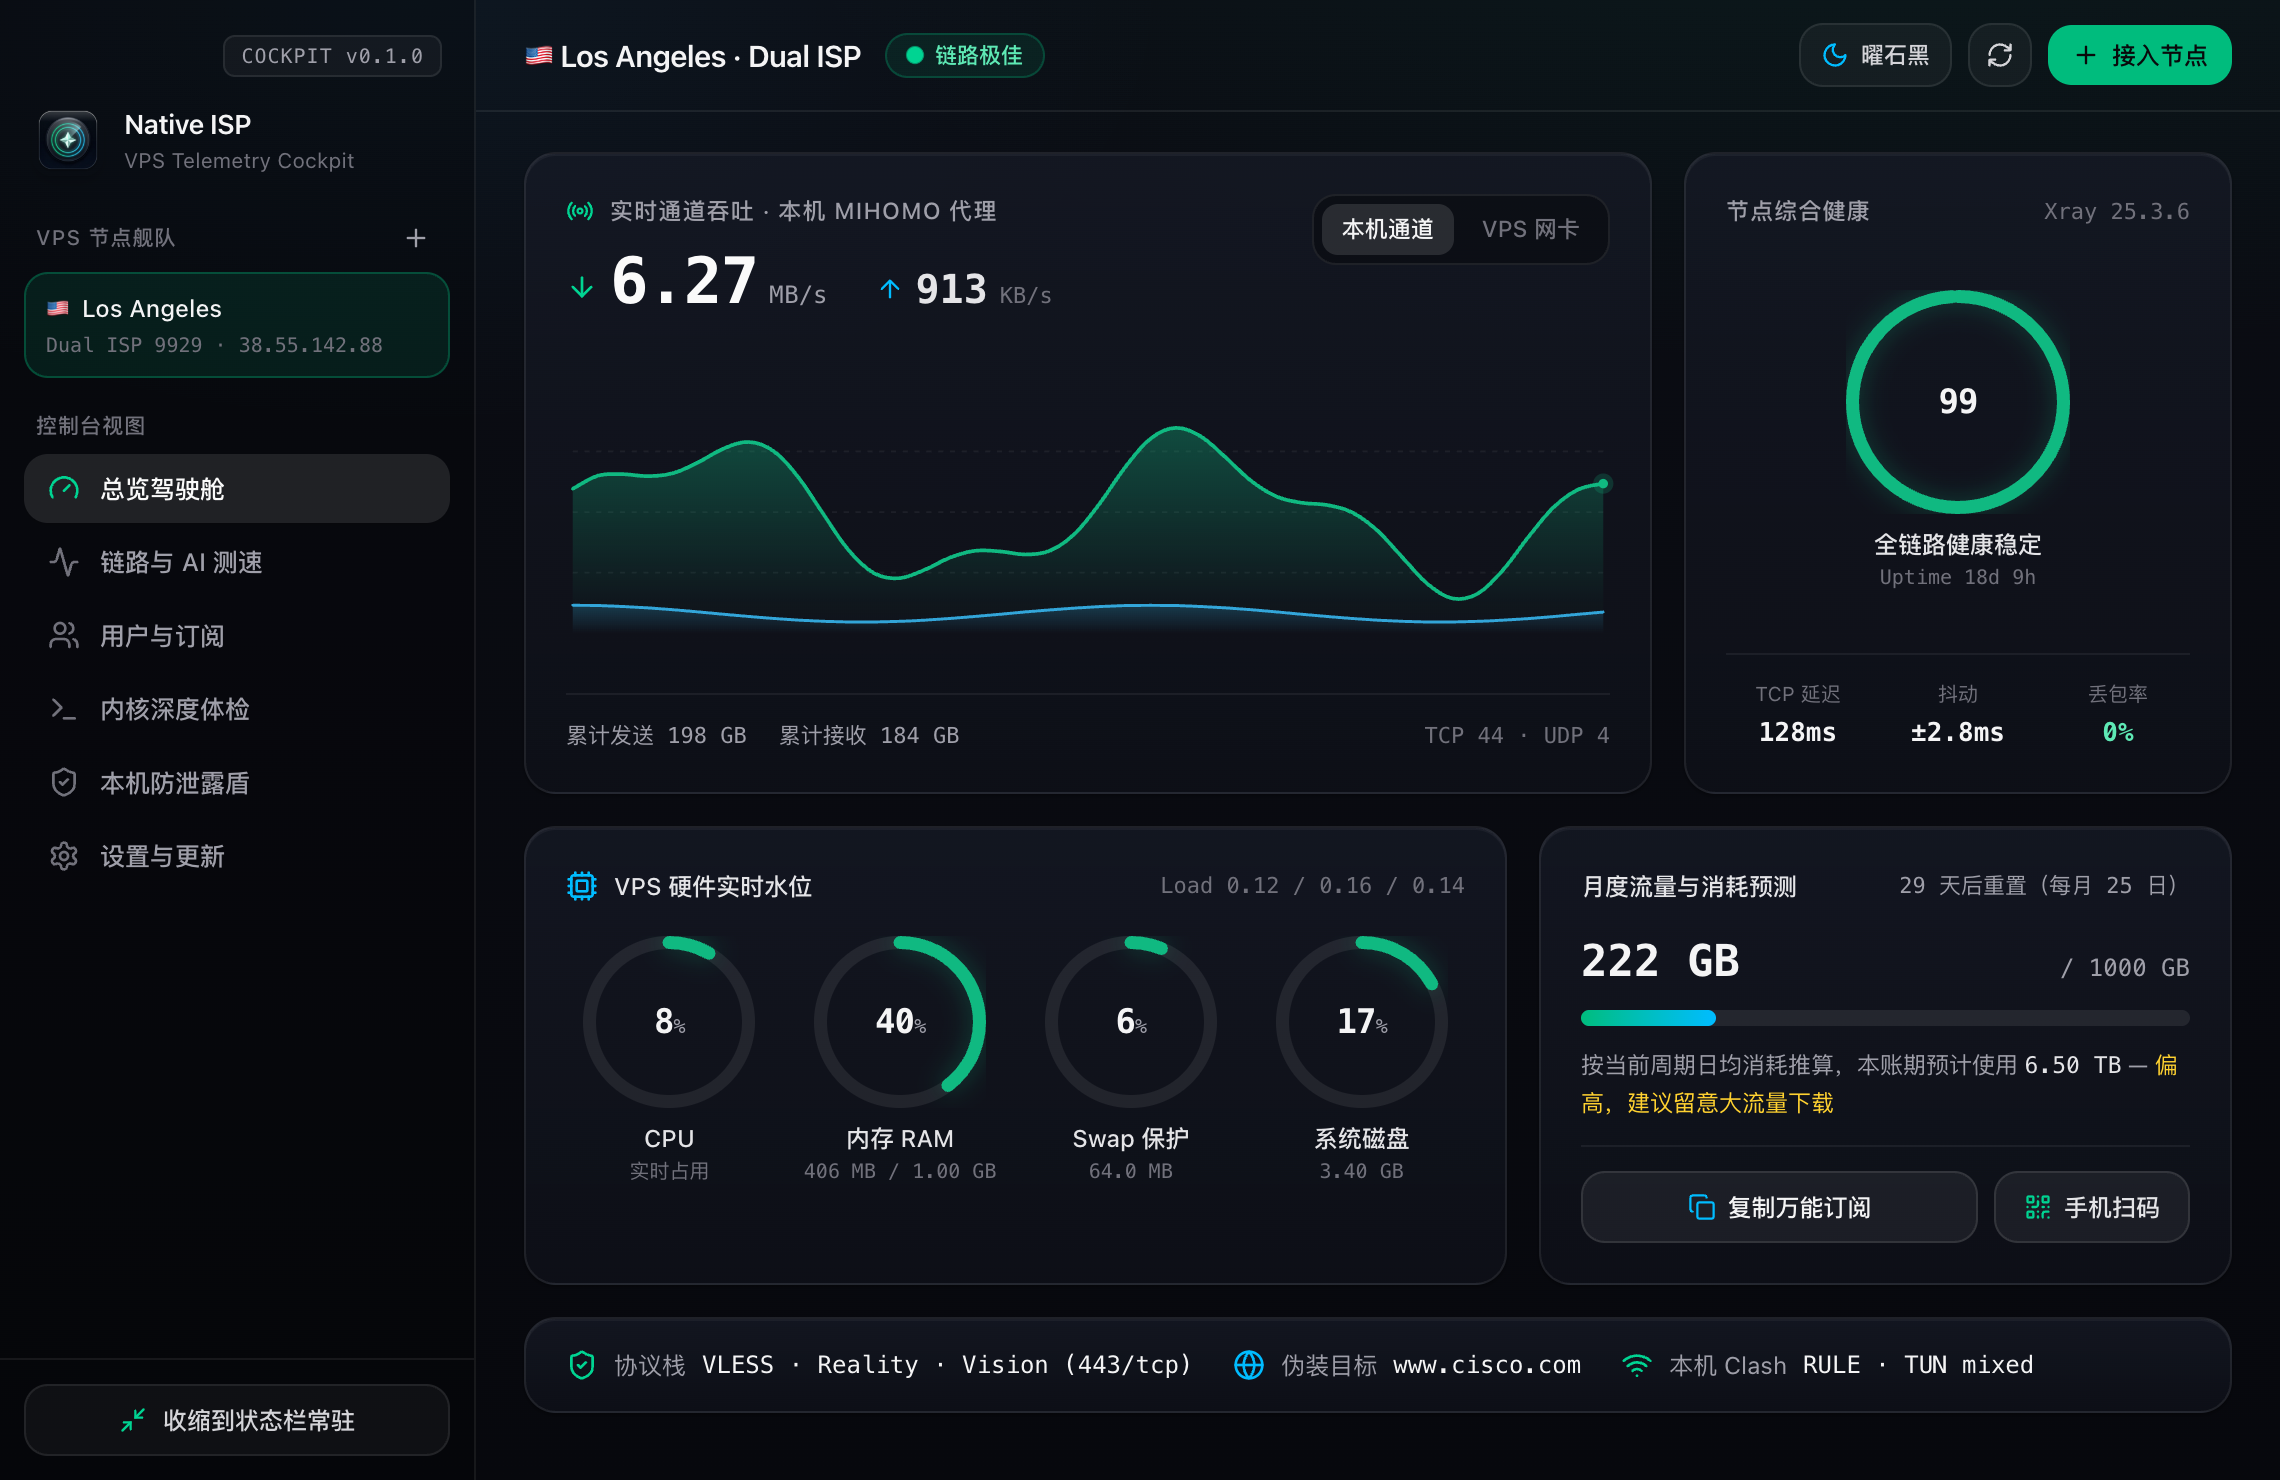 COCKPIT v0.1.0
Native ISP
VPS Telemetry Cockpit
VPS 节点舰队
Los Angeles
Dual ISP 9929 · 38.55.142.88
控制台视图
总览驾驶舱
链路与 AI 测速
用户与订阅
内核深度体检
本机防泄露盾
设置与更新
收缩到状态栏常驻
Los Angeles · Dual ISP
链路极佳
曜石黑
接入节点
实时通道吞吐 · 本机 MIHOMO 代理
本机通道
VPS 网卡
6.27 MB/s
913 KB/s
累计发送 198 GB
累计接收 184 GB
TCP 44 · UDP 4
节点综合健康
Xray 25.3.6
99
全链路健康稳定
Uptime 18d 9h
TCP 延迟
抖动
丢包率
128ms
±2.8ms
0%
VPS 硬件实时水位
Load 0.12 / 0.16 / 0.14
8%
40%
6%
17%
CPU
内存 RAM
Swap 保护
系统磁盘
实时占用
406 MB / 1.00 GB
64.0 MB
3.40 GB
月度流量与消耗预测
29 天后重置（每月 25 日）
222 GB
/ 1000 GB
按当前周期日均消耗推算，本账期预计使用 6.50 TB — 偏
高，建议留意大流量下载
复制万能订阅
手机扫码
协议栈 VLESS · Reality · Vision (443/tcp)
伪装目标 www.cisco.com
本机 Clash RULE · TUN mixed